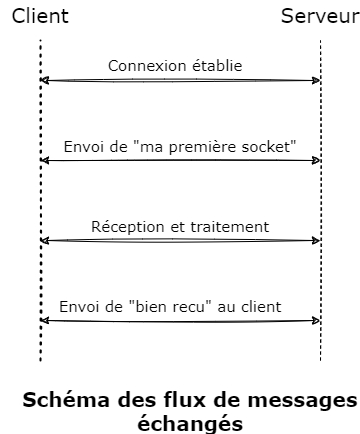 Client Serveur
Connexion établie
Envoi de "ma première socket"
Réception et traitement
Envoi de "bien recu" au client
Schéma des flux de messages
échangés